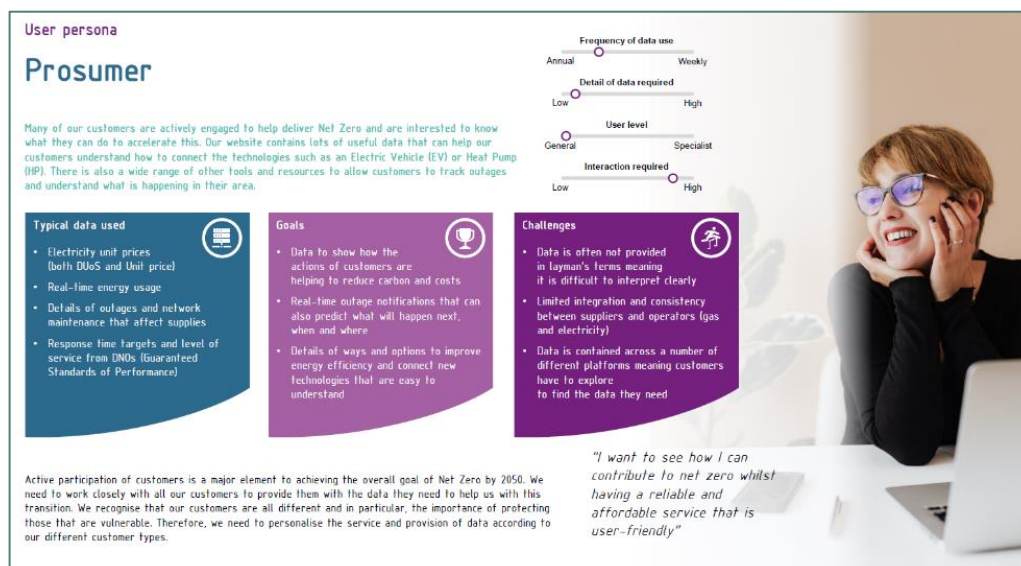 User persona
Prosumer
Many of our customers are actively engaged to help deliver Net Zero and are interested to know
what they can do to accelerate this. Our website contains lots of useful data that can help our
customers understand how to connect the technologies such as an Electric Vehicle (EV) or Heat Pump
(HP). There is also a wide range of other tools and resources to allow customers to track outages
and understand what is happening in their area.
Frequency of data use
Annual Weekly
Detail of data required
Low High
User level
General Specialist
Interaction required
Low High
Typical data used
• Electricity unit prices
(both DUoS and Unit price)
• Real-time energy usage
• Details of outages and network
maintenance that affect supplies
• Response time targets and level of
service from DNOs (Guaranteed
Standards of Performance)
Goals
• Data to show how the
actions of customers are
helping to reduce carbon and costs
• Real-time outage notifications that can
also predict what will happen next,
when and where
• Details of ways and options to improve
energy efficiency and connect new
technologies that are easy to
understand
Challenges
• Data is often not provided
in layman's terms meaning
it is difficult to interpret clearly
• Limited integration and consistency
between suppliers and operators (gas
and electricity)
• Data is contained across a number of
different platforms meaning customers
have to explore
to find the data they need
Active participation of customers is a major element to achieving the overall goal of Net Zero by 2050. We
need to work closely with all our customers to provide them with the data they need to help us with this
transition. We recognise that our customers are all different and in particular, the importance of protecting
those that are vulnerable. Therefore, we need to personalise the service and provision of data according to
our different customer types.
"I want to see how I can
contribute to net zero whilst
having a reliable and
affordable service that is
user-friendly"